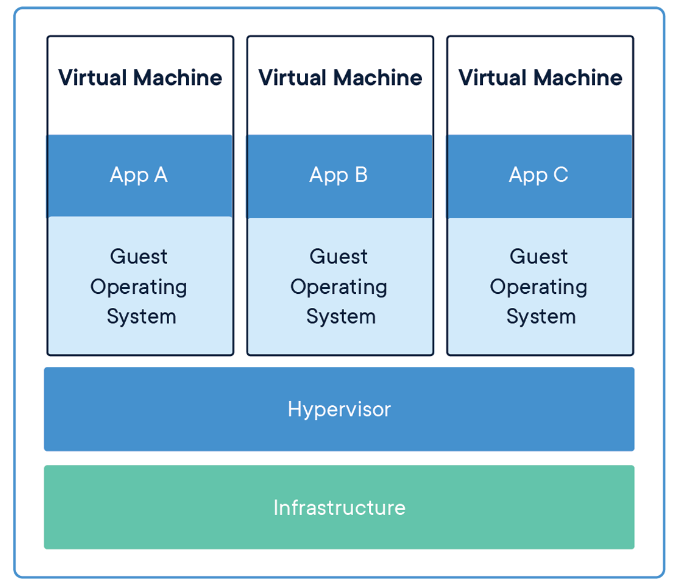 Virtual Machine
App A
Guest
Operating
System
Virtual Machine
App B
Guest
Operating
System
Virtual Machine
App C
Guest
Operating
System
Hypervisor
Infrastructure